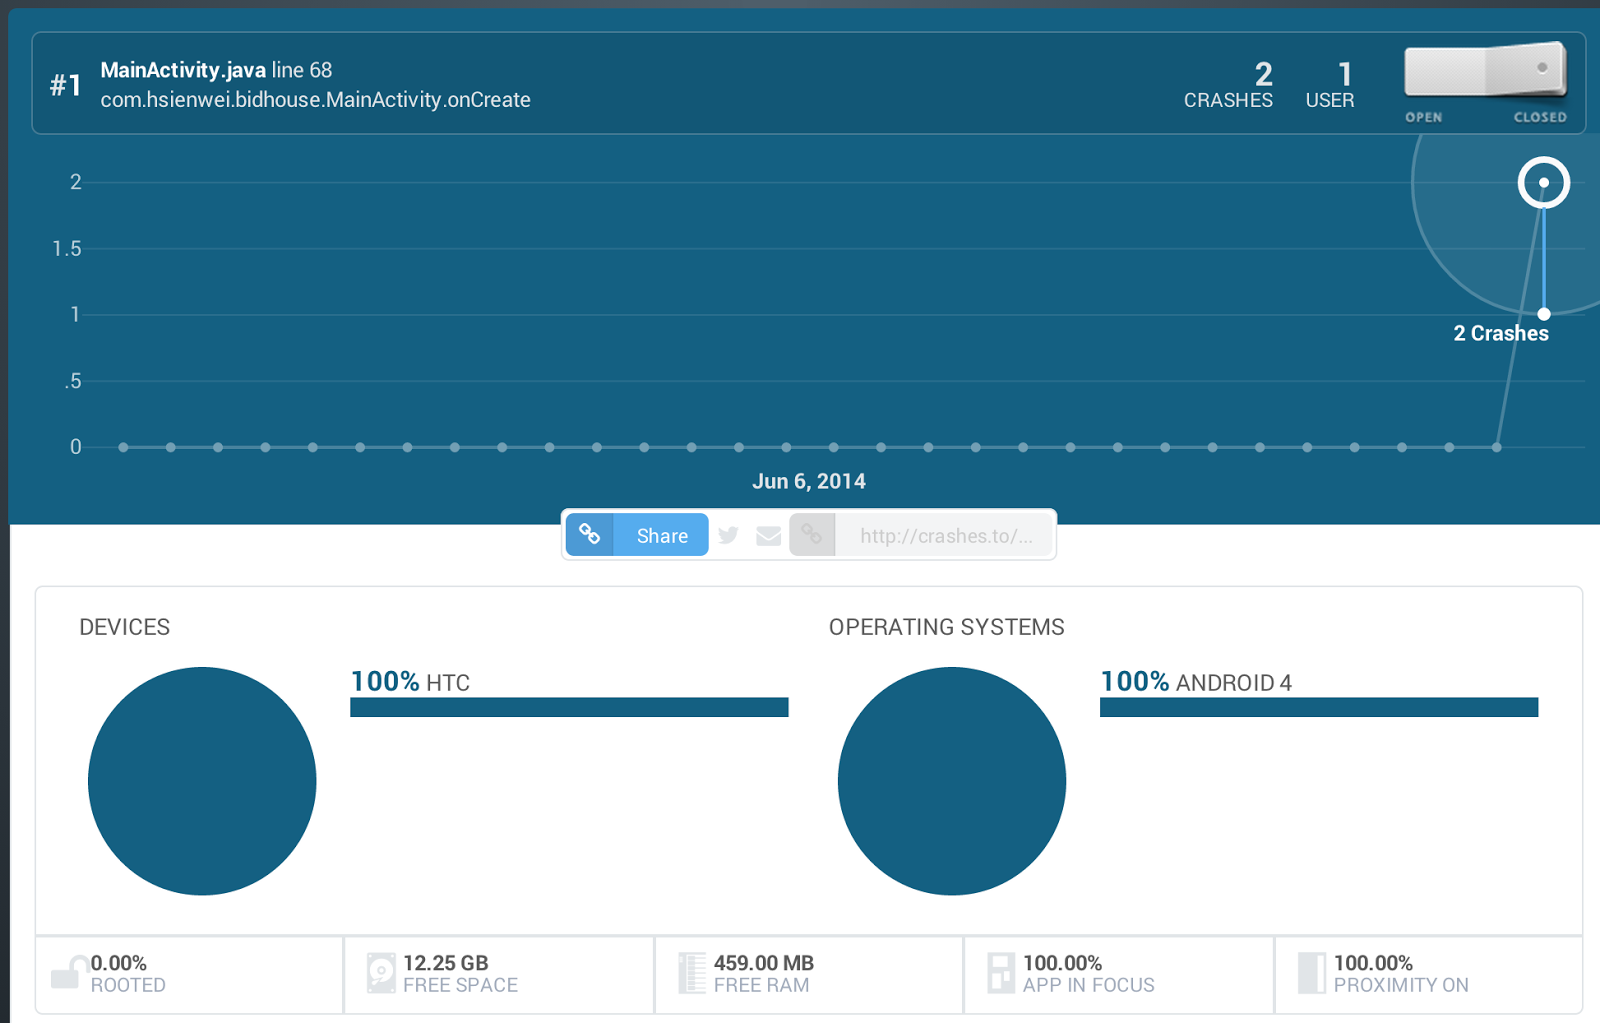 #1
MainActivity.java line 68
com.hsienwei.bidhouse.MainActivity.onCreate
2
CRASHES
1
USER
OPEN
CLOSED
2
1.5
1
.5
0
2 Crashes
Jun 6, 2014
Share
http://crashes.to/...
DEVICES
100% HTC
OPERATING SYSTEMS
100% ANDROID 4
0.00%
ROOTED
12.25 GB
FREE SPACE
459.00 MB
FREE RAM
100.00%
APP IN FOCUS
100.00%
PROXIMITY ON